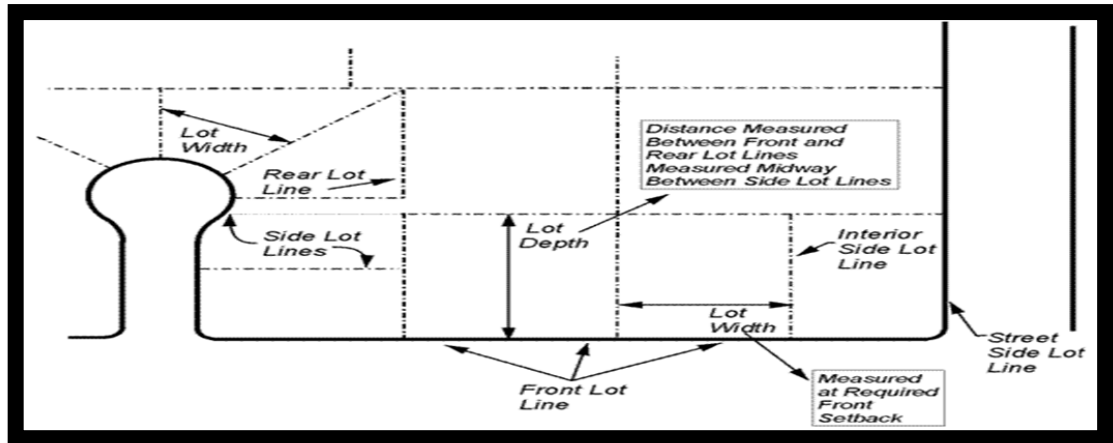 Lot
Width
Rear Lot
Line
Side Lot
Lines
Lot
Depth
Distance Measured
Between Front and
Rear Lot Lines
Measured Midway
Between Side Lot Lines
Interior
Side Lot
Line
Lot
Width
Front Lot
Line
Measured
at Required
Front
Setback
Street
Side Lot
Line